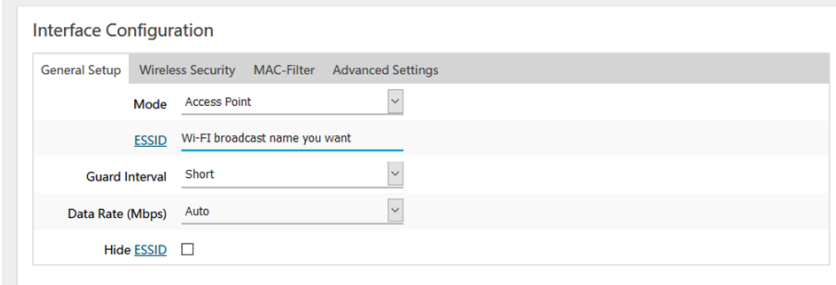 Interface Configuration
General Setup Wireless Security MAC-Filter Advanced Settings
Mode Access Point
ESSID Wi-FI broadcast name you want
Guard Interval Short
Data Rate (Mbps) Auto
Hide ESSID